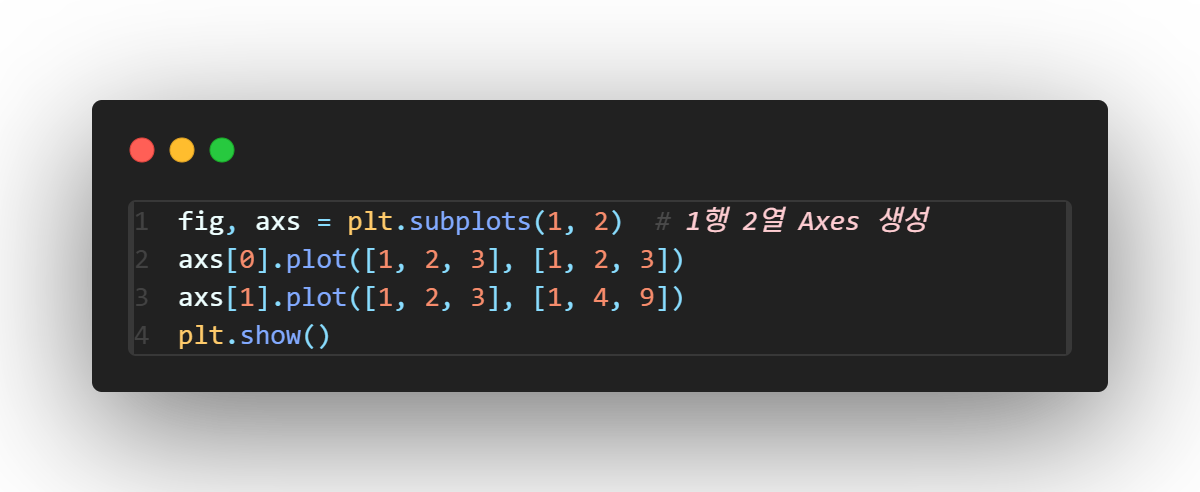 1 fig, axs = plt.subplots(1, 2)  # 1행 2열 Axes 생성
2 axs[0].plot([1, 2, 3], [1, 2, 3])
3 axs[1].plot([1, 2, 3], [1, 4, 9])
4 plt.show()